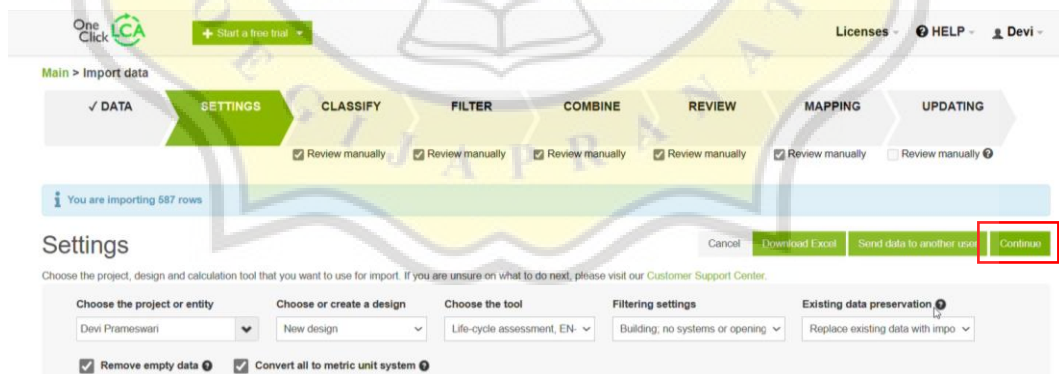 One Click LCA
+ Start a free trial
Licenses
? HELP
Devi
Main > Import data
√ DATA
SETTINGS
CLASSIFY
FILTER
COMBINE
REVIEW
MAPPING
UPDATING
Review manually
Review manually
Review manually
Review manually
Review manually
Review manually ?
i You are importing 587 rows
Settings
Cancel
Download Excel
Send data to another user
Continue
Choose the project, design and calculation tool that you want to use for import. If you are unsure on what to do next, please visit our Customer Support Center.
Choose the project or entity
Choose or create a design
Choose the tool
Filtering settings
Existing data preservation ?
Devi Prameswari
New design
Life-cycle assessment, EN-
Building; no systems or opening
Replace existing data with impo
Remove empty data ?
Convert all to metric unit system ?
GIJAPRANAT